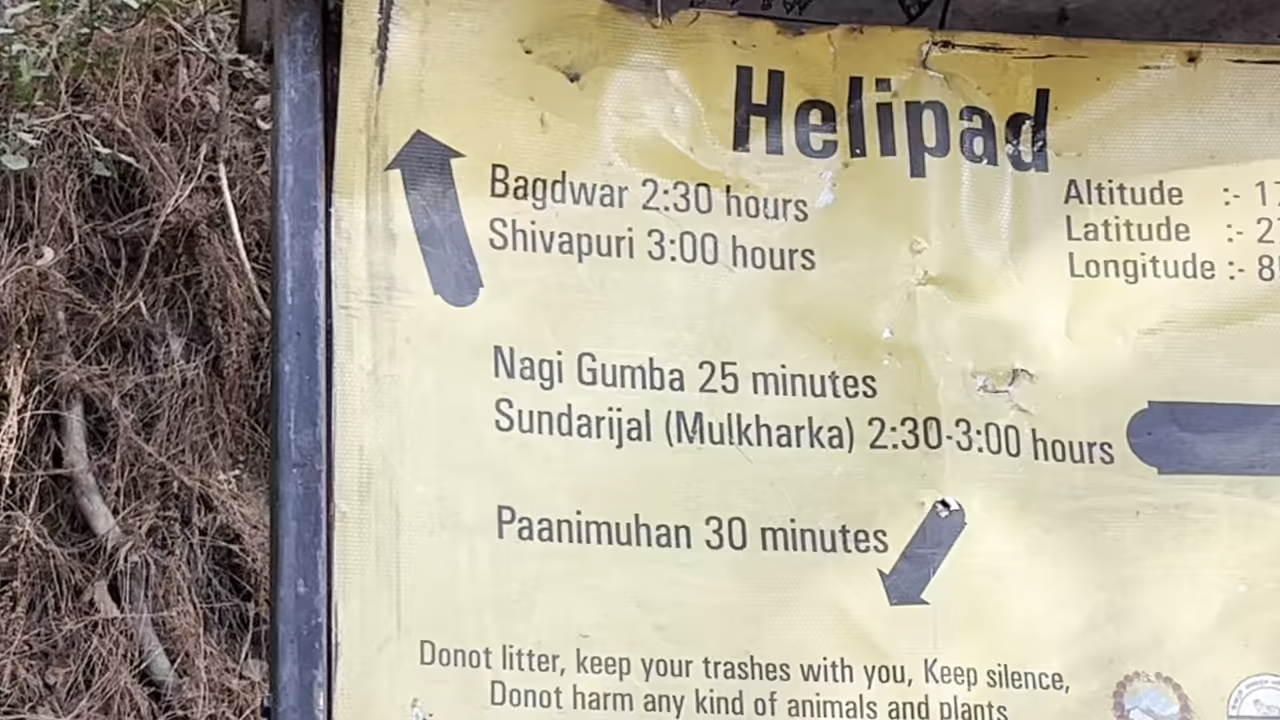 Helipad
Bagdwar 2:30 hours
Shivapuri 3:00 hours
Altitude :- 1
Latitude :- 2
Longitude :- 8
Nagi Gumba 25 minutes
Sundarijal (Mulkharka) 2:30-3:00 hours
Paanimuhan 30 minutes
Donot litter, keep your trashes with you, Keep silence,
Donot harm any kind of animals and plants